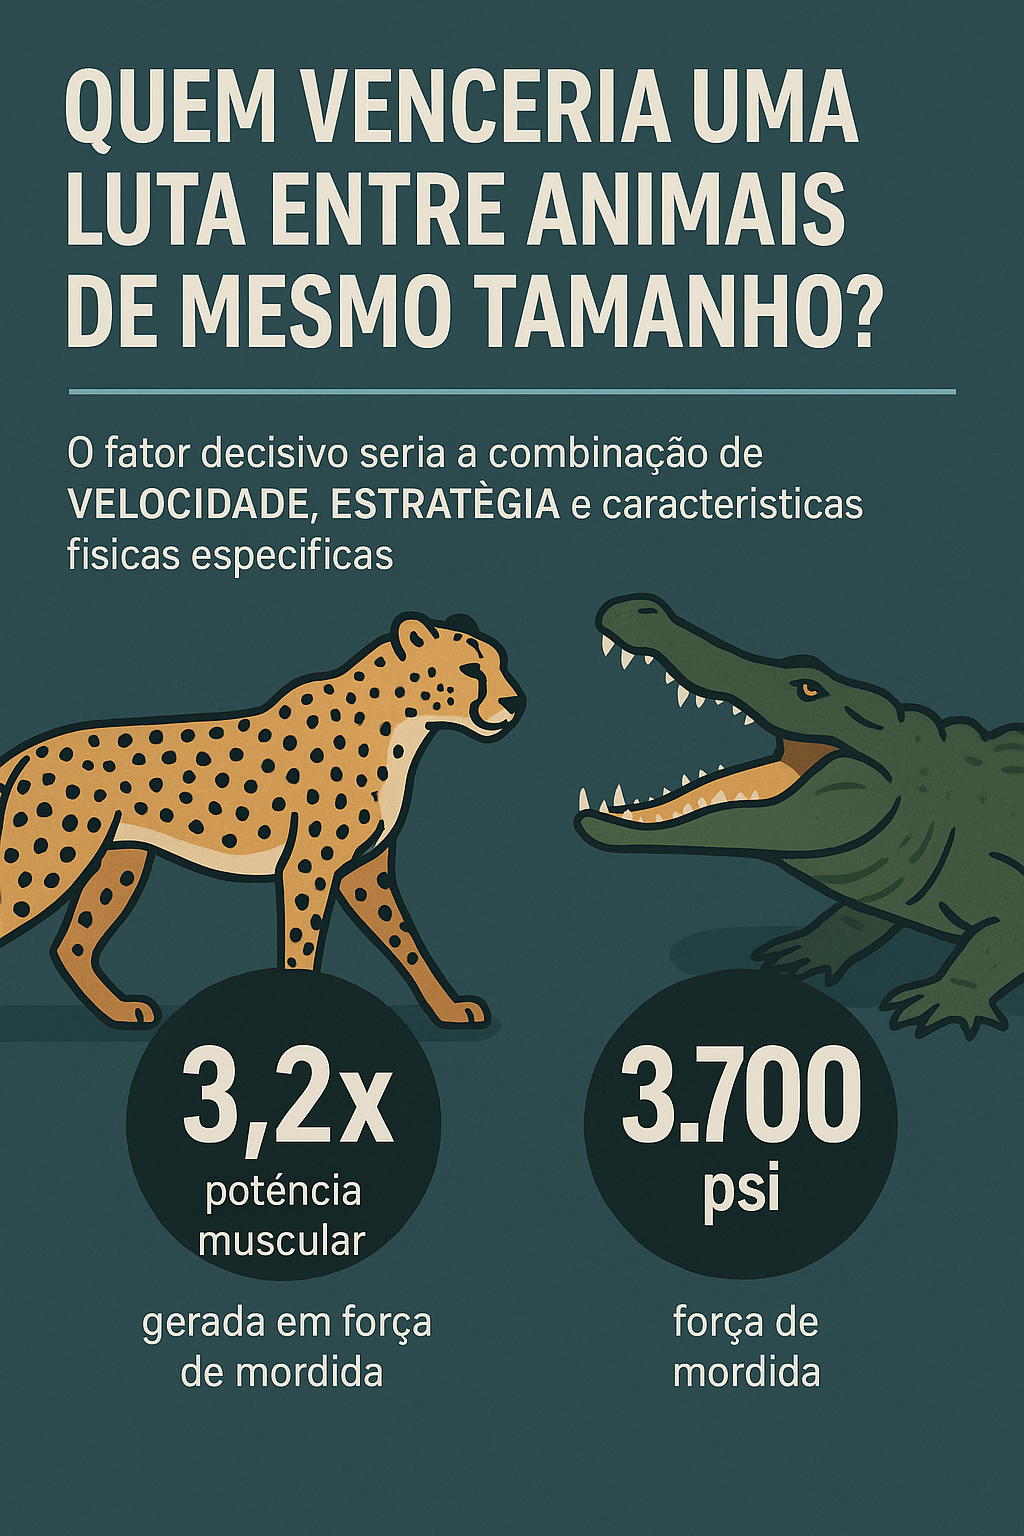 QUEM VENCERIA UMA
LUTA ENTRE ANIMAIS
DE MESMO TAMANHO?
O fator decisivo seria a combinação de
VELOCIDADE, ESTRATÈGIA e caracteristicas
fisicas especificas
3,2x
poténcia
muscular
gerada em força
de mordida
3.700
psi
força de
mordida